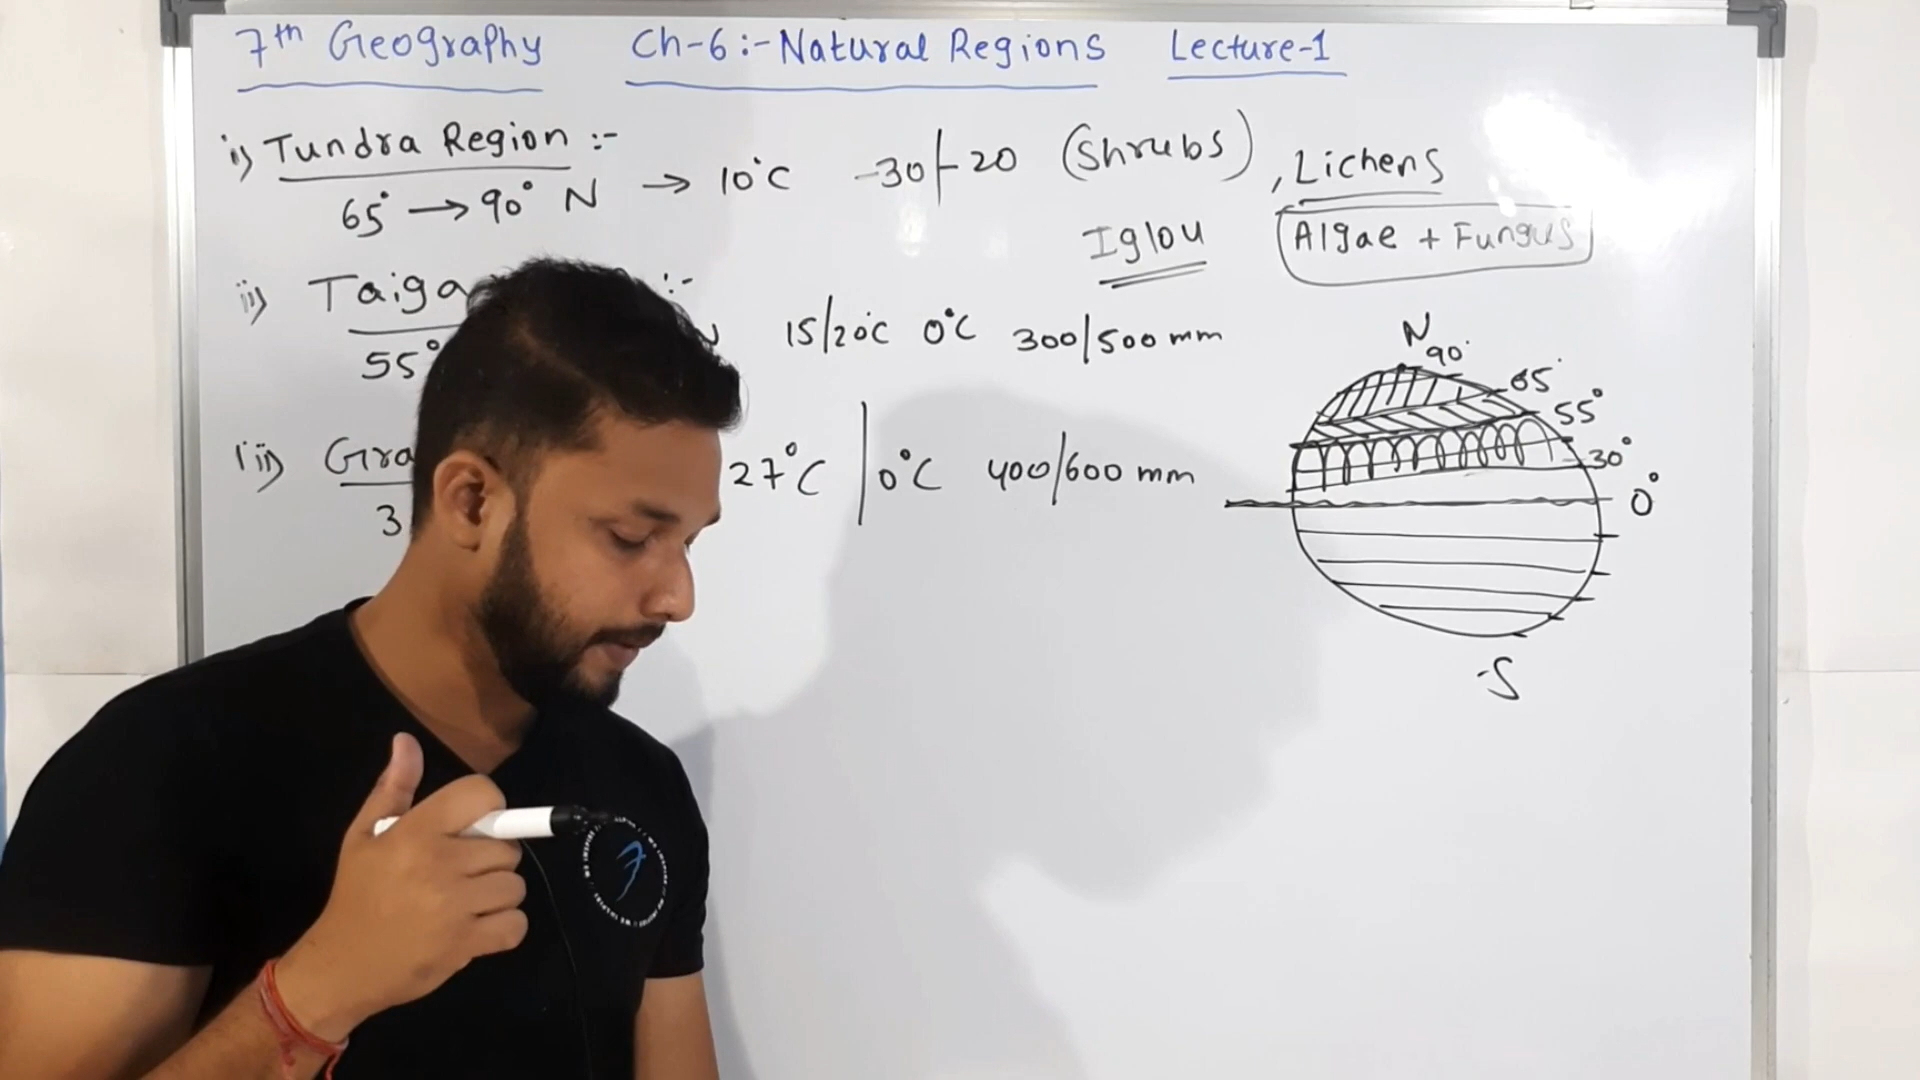 7th Geography Ch-6:- Natural Regions Lecture-1
i) Tundra Region :-
65° → 90° N → 10°C -30/-20 (Shrubs), Lichens
Iglou Algae + Fungus
ii) Taiga :-
55° N 15/20°C 0°C 300/500 mm
iii) Gra 27°C / 0°C 400/600 mm
3
N
90°
65°
55°
30°
0°
S